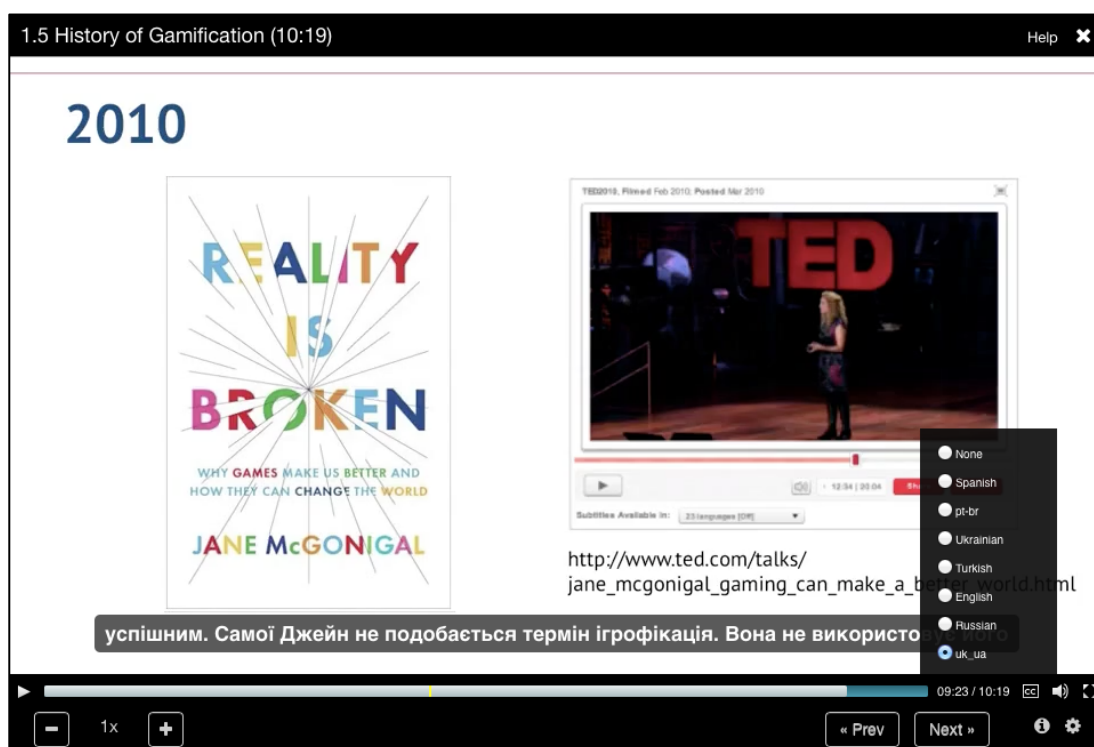 1.5 History of Gamification (10:19)
Help ✖
2010
REALITY
IS
BROKEN
WHY GAMES MAKE US BETTER AND
HOW THEY CAN CHANGE THE WORLD
JANE McGONIGAL
TED2010, Filmed Feb 2010, Posted Mar 2010
TED
12:34 | 20:04
Subtitles Available in: 23 languages [Off]
http://www.ted.com/talks/
jane_mcgonigal_gaming_can_make_a_better_world.html
None
Spanish
pt-br
Ukrainian
Turkish
English
Russian
uk_ua
успішним. Самої Джейн не подобається термін ігрофікація. Вона не використовує його
09:23 / 10:19 CC
1x
« Prev
Next »